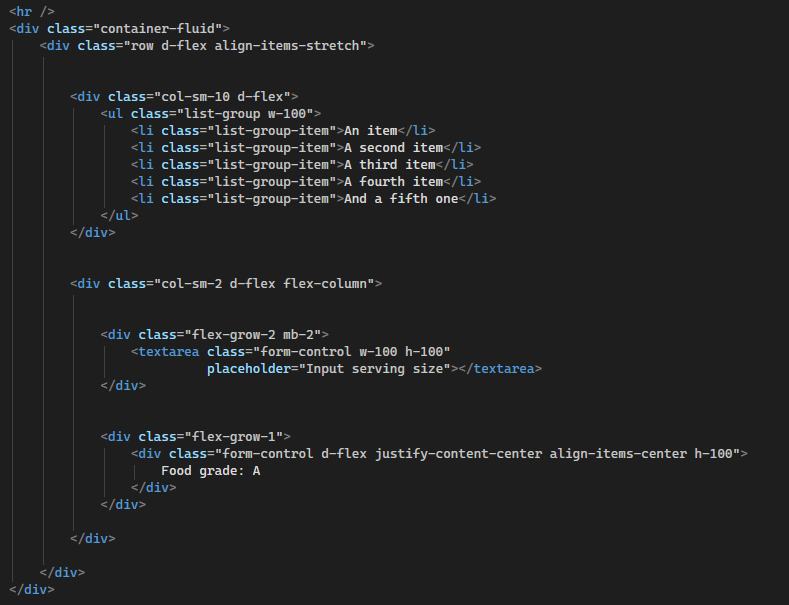 <hr />
<div class="container-fluid">
    <div class="row d-flex align-items-stretch">
        <div class="col-sm-10 d-flex">
            <ul class="list-group w-100">
                <li class="list-group-item">An item</li>
                <li class="list-group-item">A second item</li>
                <li class="list-group-item">A third item</li>
                <li class="list-group-item">A fourth item</li>
                <li class="list-group-item">And a fifth one</li>
            </ul>
        </div>
        <div class="col-sm-2 d-flex flex-column">
            <div class="flex-grow-2 mb-2">
                <textarea class="form-control w-100 h-100"
                          placeholder="Input serving size"></textarea>
            </div>
            <div class="flex-grow-1">
                <div class="form-control d-flex justify-content-center align-items-center h-100">
                    Food grade: A
                </div>
            </div>
        </div>
    </div>
</div>